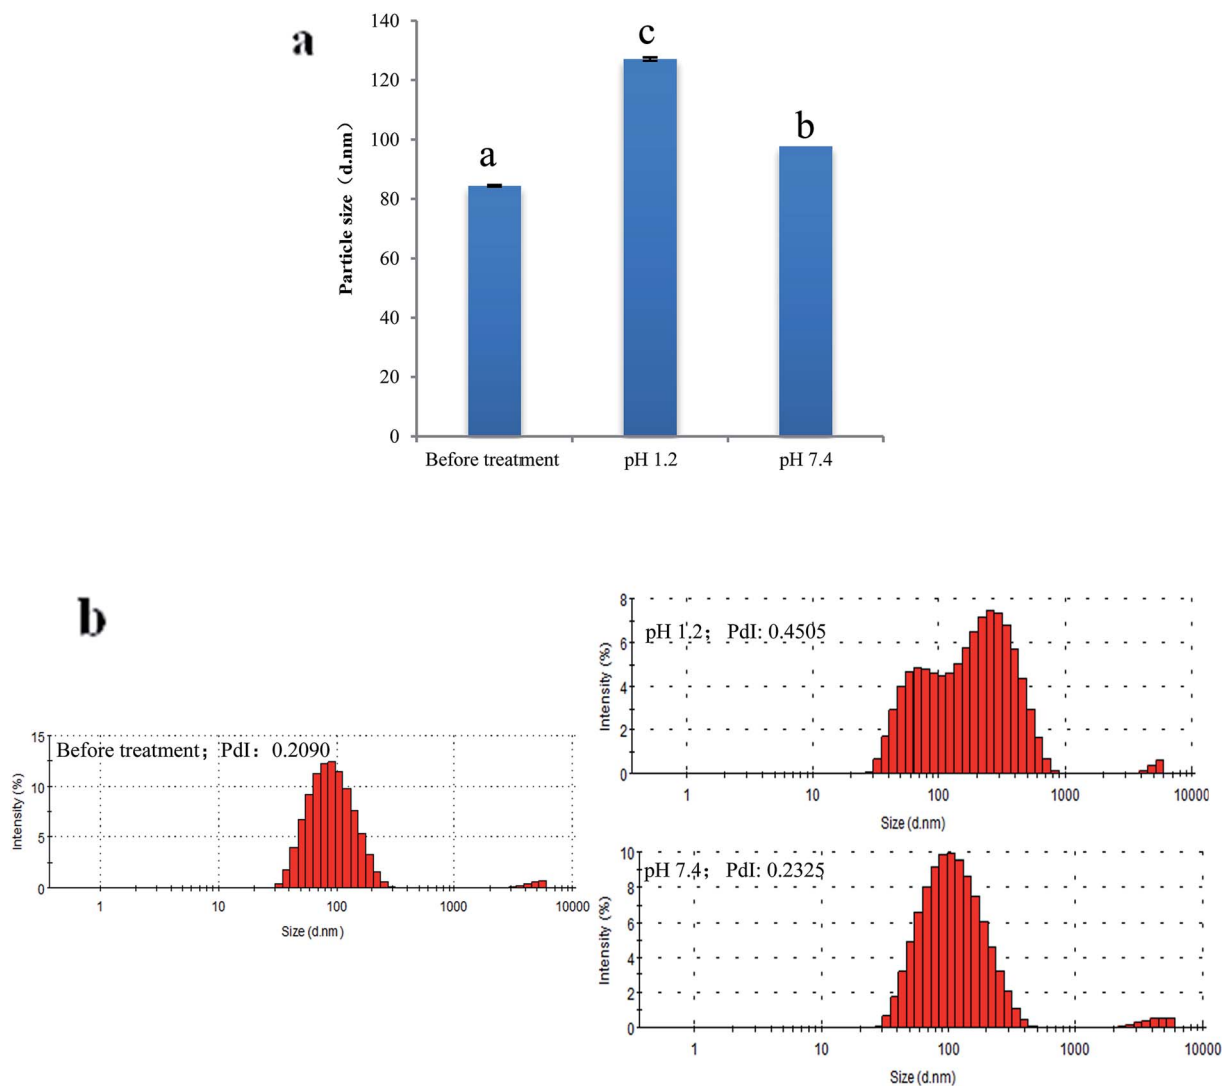 a
140
120
100
80
60
40
20
0
Particle size（d.nm）
a
c
b
Before treatment
pH 1.2
pH 7.4
b
Before treatment；PdI：0.2090
15
10
5
0
Intensity (%)
1
10
100
1000
10000
Size (d.nm)
pH 1.2； PdI: 0.4505
8
6
4
2
0
Intensity (%)
1
10
100
1000
10000
Size (d.nm)
pH 7.4； PdI: 0.2325
10
8
6
4
2
0
Intensity (%)
1
10
100
1000
10000
Size (d.nm)